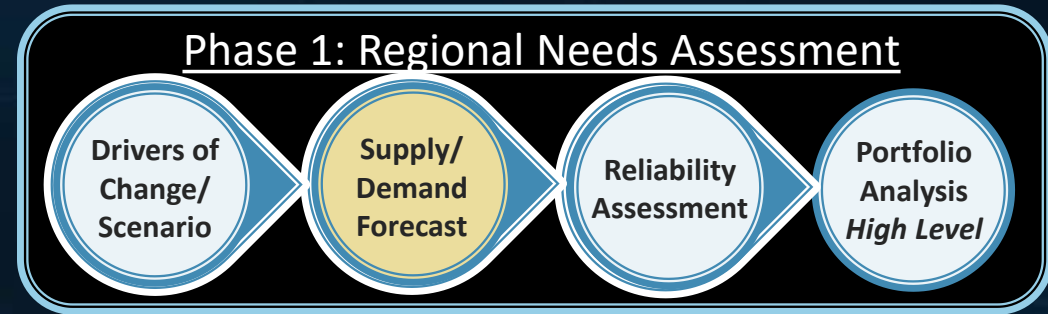 Phase 1: Regional Needs Assessment
Drivers of
Change/
Scenario
Supply/
Demand
Forecast
Reliability
Assessment
Portfolio
Analysis
High Level